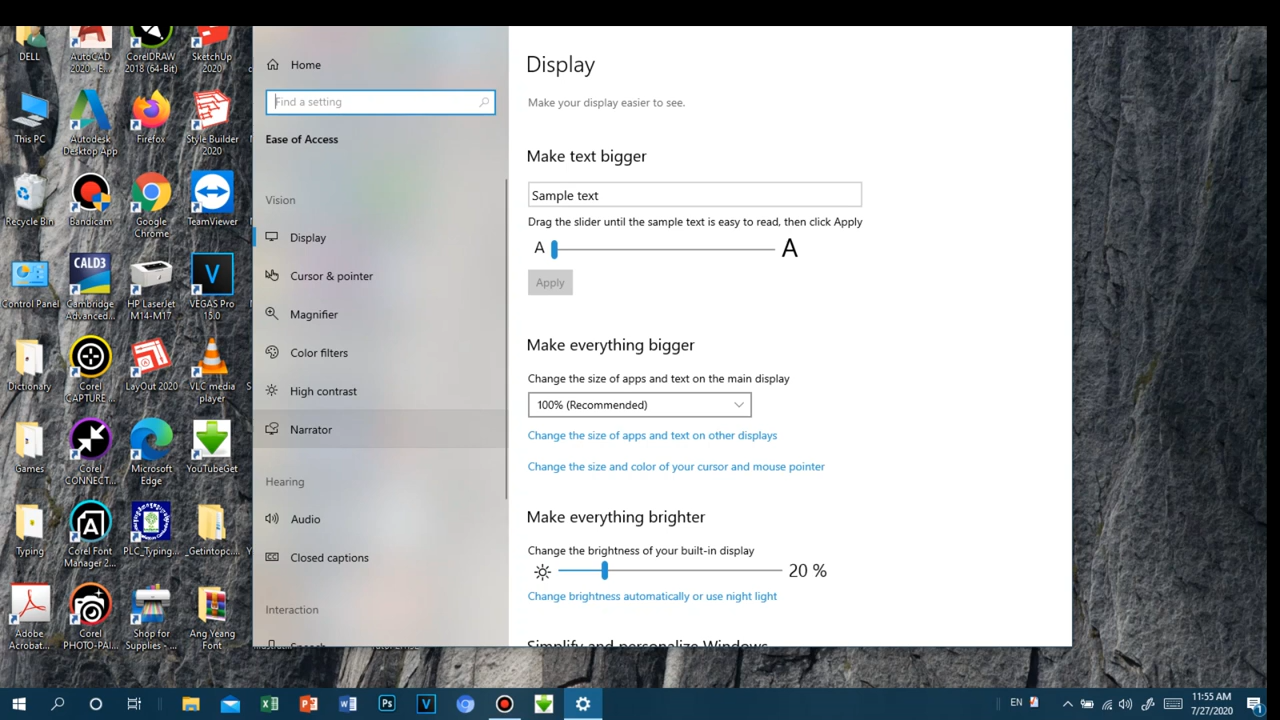 DELL
AutoCAD
2020 - E...
CorelDRAW
2018 (64-Bit)
SketchUp
2020
This PC
Autodesk
Desktop App
Firefox
Style Builder
2020
Recycle Bin
Bandicam
Google
Chrome
TeamViewer
Control Panel
CALD3
Cambridge
Advanced...
HP LaserJet
M14-M17
V
VEGAS Pro
15.0
Dictionary
Corel
CAPTURE ...
LayOut 2020
VLC media
player
Games
Corel
CONNECT...
Microsoft
Edge
YouTubeGet
Typing
Corel Font
Manager 2...
PLC_Typing...
_Getintopc....
Adobe
Acrobat...
Corel
PHOTO-PAI...
Shop for
Supplies - ...
Ang Yeang
Font
Home
Find a setting
Ease of Access
Vision
Display
Cursor & pointer
Magnifier
Color filters
High contrast
Narrator
Hearing
Audio
Closed captions
Interaction
Display
Make your display easier to see.
Make text bigger
Sample text
Drag the slider until the sample text is easy to read, then click Apply
A A
Apply
Make everything bigger
Change the size of apps and text on the main display
100% (Recommended)
Change the size of apps and text on other displays
Change the size and color of your cursor and mouse pointer
Make everything brighter
Change the brightness of your built-in display
20 %
Change brightness automatically or use night light
Simplify and personalize Windows
Ps
V
EN
11:55 AM
7/27/2020
1